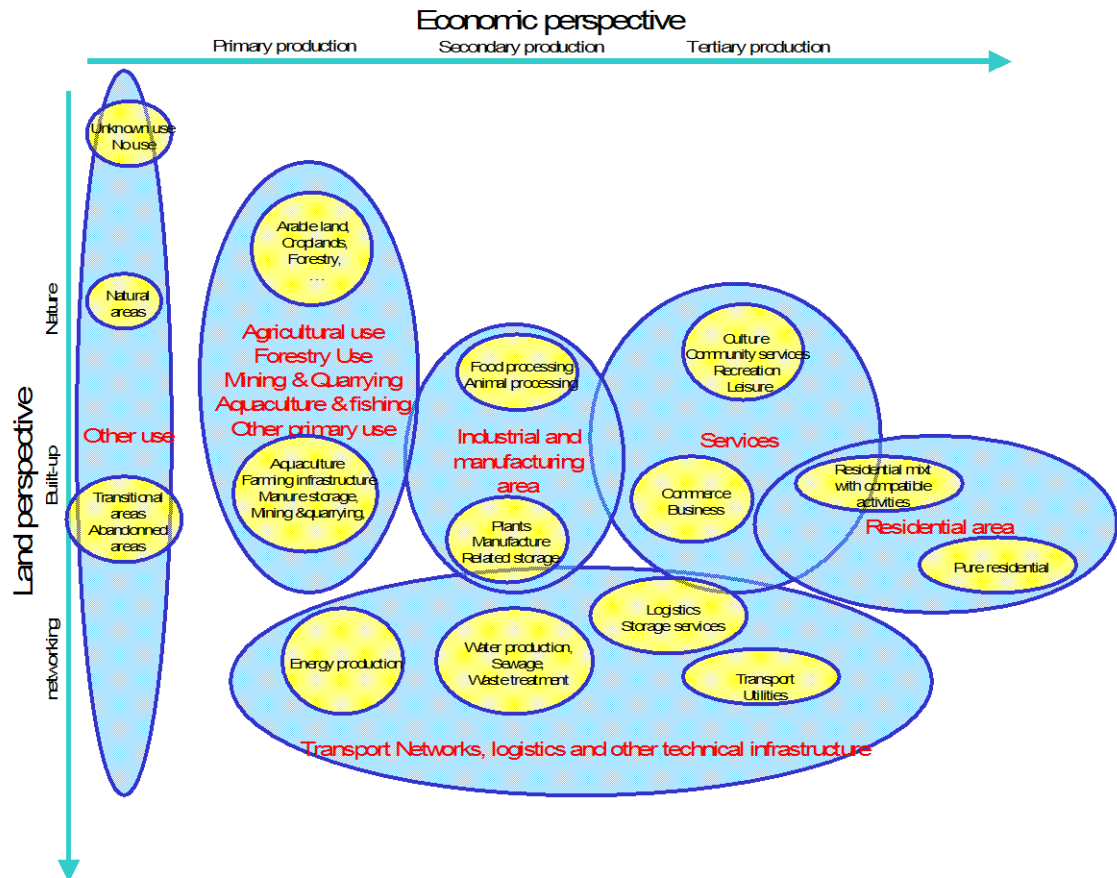 Economic perspective
Primary production
Secondary production
Tertiary production
Land perspective
Nature
Built-up
networking
Unknown use
No use
Natural
areas
Other use
Transitional
areas
Abandonned
areas
Arable land,
Croplands,
Forestry,
...
Agricultural use
Forestry Use
Mining & Quarrying
Aquaculture & fishing
Other primary use
Aquaculture
Farming infrastructure
Manure storage,
Mining &quarrying,
Food processing
Animal processing
Industrial and
manufacturing
area
Plants
Manufacture
Related storage
Culture
Community services
Recreation
Leisure
Services
Commerce
Business
Residential mixt
with compatible
activities
Residential area
Pure residential
Logistics
Storage services
Energy production
Water production,
Sewage,
Waste treatment
Transport
Utilities
Transport Networks, logistics and other technical infrastructure